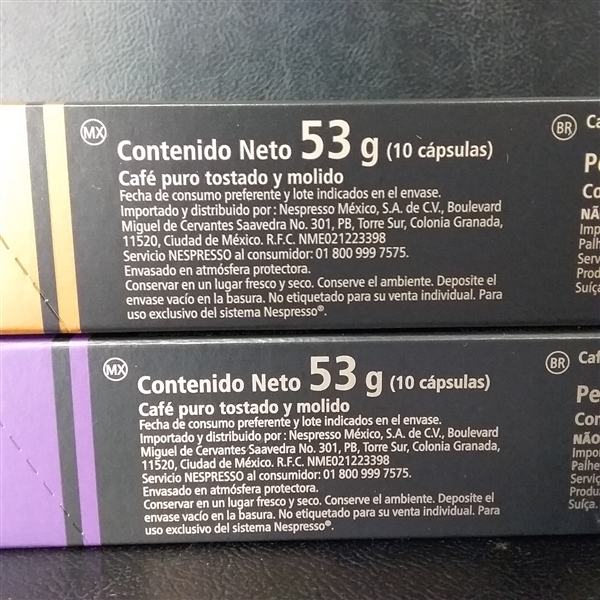 MX
Contenido Neto 53 g (10 cápsulas)
Café puro tostado y molido
Fecha de consumo preferente y lote indicados en el envase.
Importado y distribuido por : Nespresso México, S.A. de C.V., Boulevard
Miguel de Cervantes Saavedra No. 301, PB, Torre Sur, Colonia Granada,
11520, Ciudad de México. R.F.C. NME021223398
Servicio NESPRESSO al consumidor: 01 800 999 7575.
Envasado en atmósfera protectora.
Conservar en un lugar fresco y seco. Conserve el ambiente. Deposite el
envase vacío en la basura. No etiquetado para su venta individual. Para
uso exclusivo del sistema Nespresso®.
BR
MX
Contenido Neto 53 g (10 cápsulas)
Café puro tostado y molido
Fecha de consumo preferente y lote indicados en el envase.
Importado y distribuido por : Nespresso México, S.A. de C.V., Boulevard
Miguel de Cervantes Saavedra No. 301, PB, Torre Sur, Colonia Granada,
11520, Ciudad de México. R.F.C. NME021223398
Servicio NESPRESSO al consumidor: 01 800 999 7575.
Envasado en atmósfera protectora.
Conservar en un lugar fresco y seco. Conserve el ambiente. Deposite el
envase vacío en la basura. No etiquetado para su venta individual. Para
uso exclusivo del sistema Nespresso®.
BR
NÃO
Suíça.